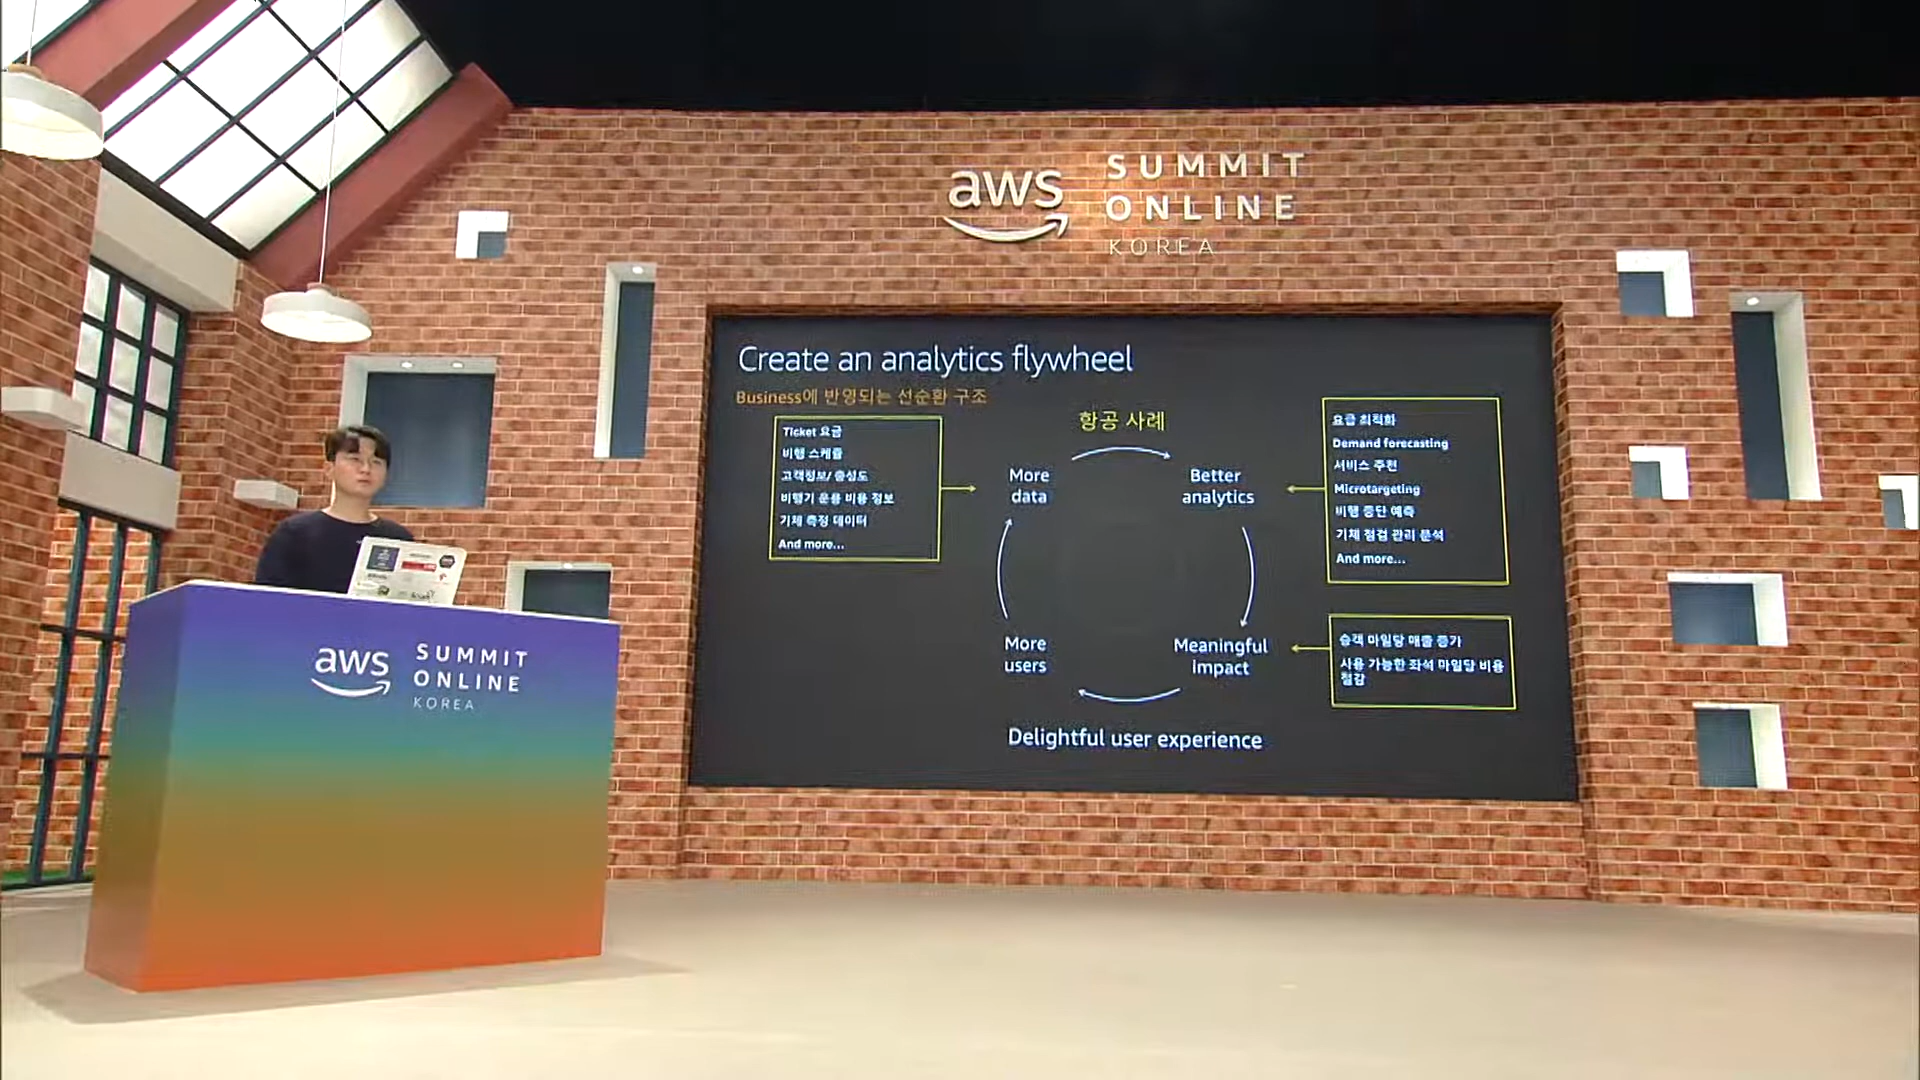 aws
SUMMIT
ONLINE
KOREA
Create an analytics flywheel
Business에 반영되는 선순환 구조
항공 사례
Ticket 요금
비행 스케줄
고객정보/ 충성도
비행기 운용 비용 정보
기체 측정 데이터
And more...
More
data
Better
analytics
요금 최적화
Demand forecasting
서비스 추천
Microtargeting
비행 중단 예측
기체 점검 관리 분석
And more...
More
users
Meaningful
impact
승객 마일당 매출 증가
사용 가능한 좌석 마일당 비용
절감
Delightful user experience
aws
SUMMIT
ONLINE
KOREA